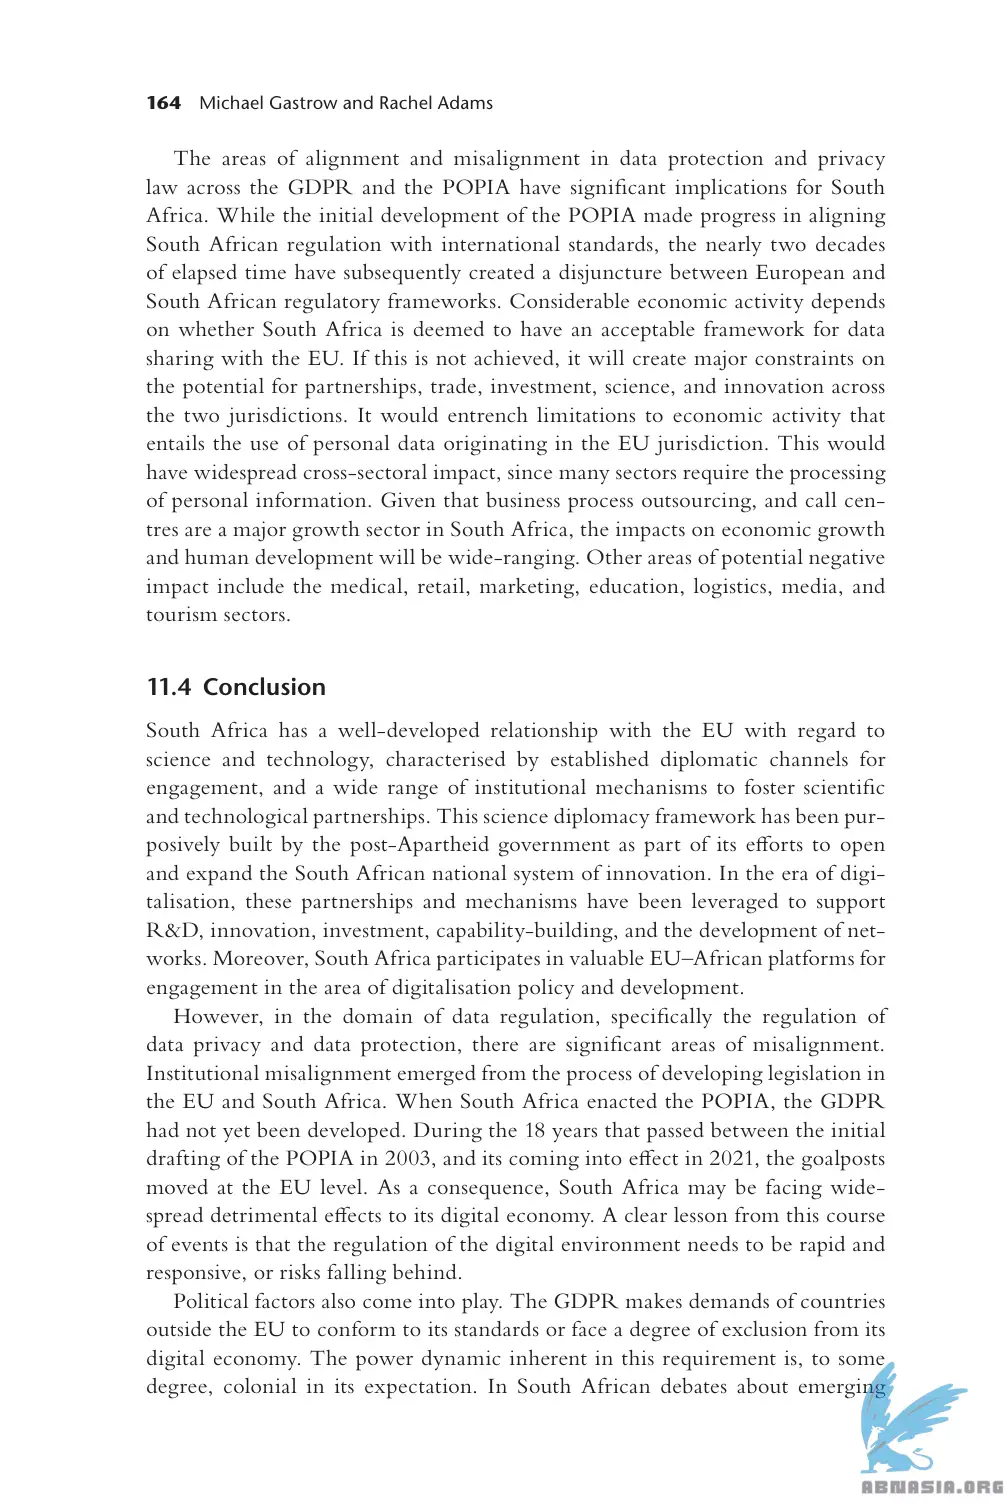 164 Michael Gastrow and Rachel Adams
The areas of alignment and misalignment in data protection and privacy
law across the GDPR and the POPIA have significant implications for South
Africa. While the initial development of the POPIA made progress in aligning
South African regulation with international standards, the nearly two decades
of elapsed time have subsequently created a disjuncture between European and
South African regulatory frameworks. Considerable economic activity depends
on whether South Africa is deemed to have an acceptable framework for data
sharing with the EU. If this is not achieved, it will create major constraints on
the potential for partnerships, trade, investment, science, and innovation across
the two jurisdictions. It would entrench limitations to economic activity that
entails the use of personal data originating in the EU jurisdiction. This would
have widespread cross-sectoral impact, since many sectors require the processing
of personal information. Given that business process outsourcing, and call cen-
tres are a major growth sector in South Africa, the impacts on economic growth
and human development will be wide-ranging. Other areas of potential negative
impact include the medical, retail, marketing, education, logistics, media, and
tourism sectors.
11.4 Conclusion
South Africa has a well-developed relationship with the EU with regard to
science and technology, characterised by established diplomatic channels for
engagement, and a wide range of institutional mechanisms to foster scientific
and technological partnerships. This science diplomacy framework has been pur-
posively built by the post-Apartheid government as part of its efforts to open
and expand the South African national system of innovation. In the era of digi-
talisation, these partnerships and mechanisms have been leveraged to support
R&D, innovation, investment, capability-building, and the development of net-
works. Moreover, South Africa participates in valuable EU–African platforms for
engagement in the area of digitalisation policy and development.
However, in the domain of data regulation, specifically the regulation of
data privacy and data protection, there are significant areas of misalignment.
Institutional misalignment emerged from the process of developing legislation in
the EU and South Africa. When South Africa enacted the POPIA, the GDPR
had not yet been developed. During the 18 years that passed between the initial
drafting of the POPIA in 2003, and its coming into effect in 2021, the goalposts
moved at the EU level. As a consequence, South Africa may be facing wide-
spread detrimental effects to its digital economy. A clear lesson from this course
of events is that the regulation of the digital environment needs to be rapid and
responsive, or risks falling behind.
Political factors also come into play. The GDPR makes demands of countries
outside the EU to conform to its standards or face a degree of exclusion from its
digital economy. The power dynamic inherent in this requirement is, to some
degree, colonial in its expectation. In South African debates about emerging
ABNASIA.ORG